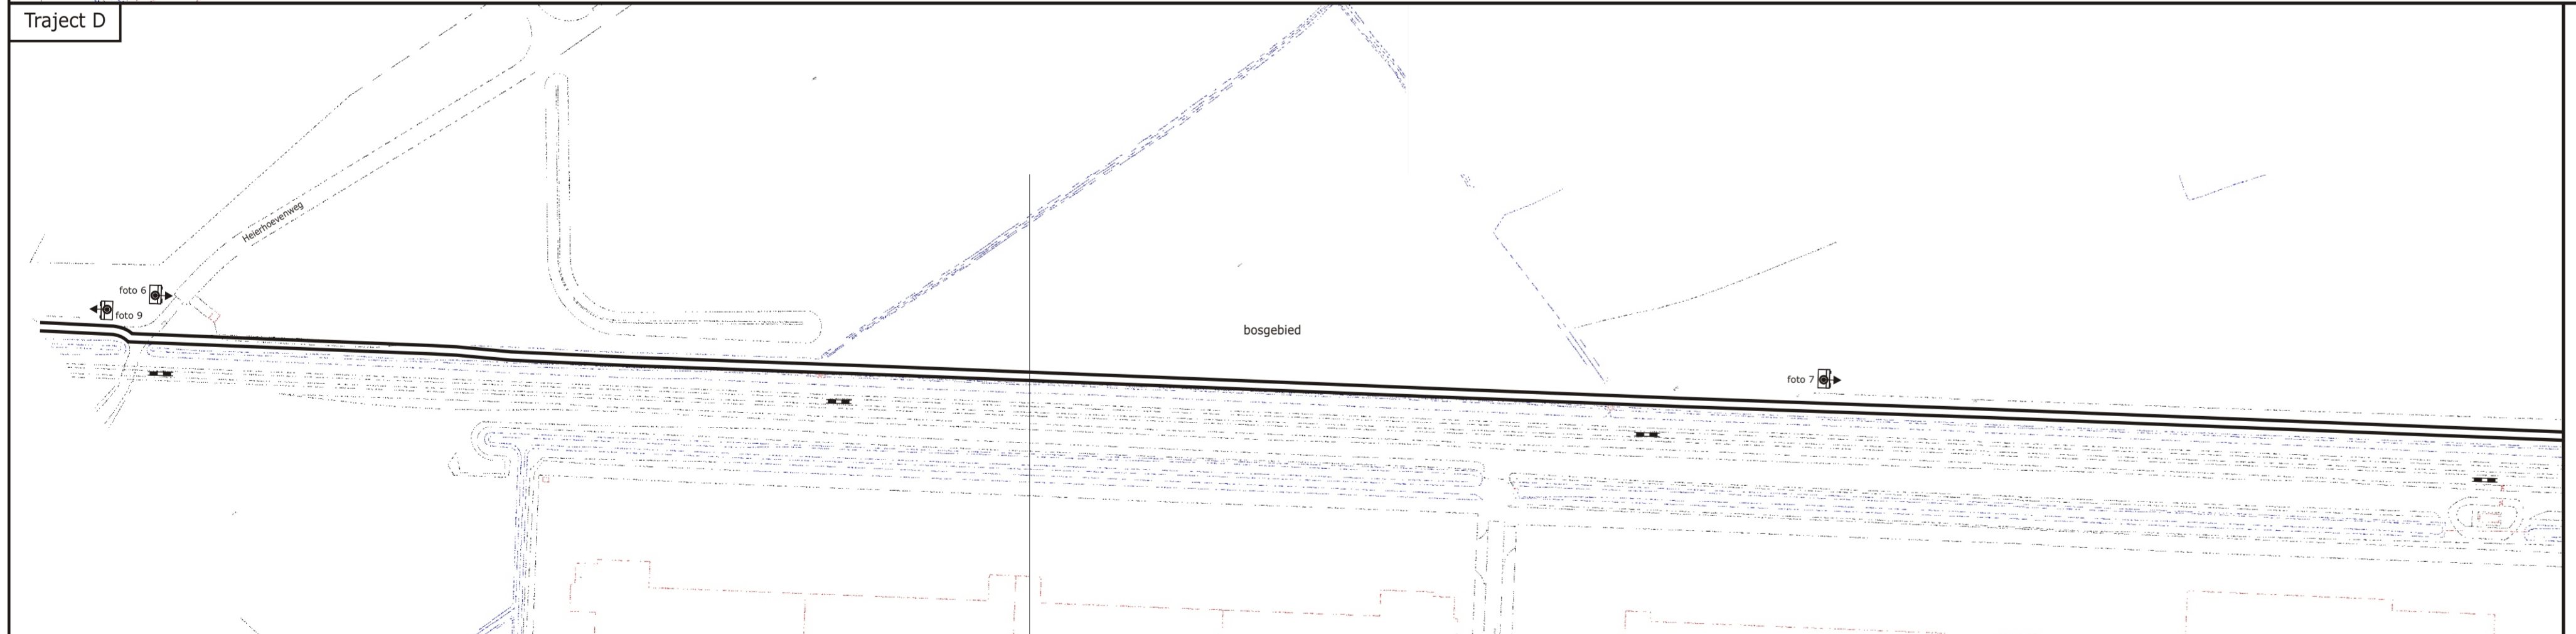 Traject D
Heierhoevenweg
foto 6
foto 9
bosgebied
foto 7